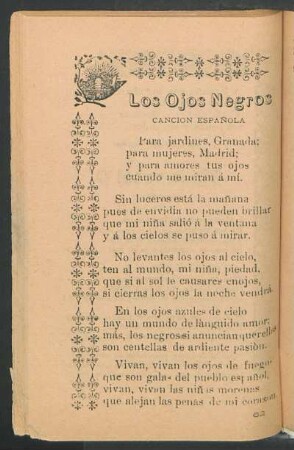 Los Ojos Negros
CANCION ESPAÑOLA
Para jardines, Granada;
para mujeres, Madrid;
y para amores tus ojos
cuando me miran á mí.
Sin luceros está la mañana
pues de envidia no pueden brillar
que mi niña salió á la ventana
y á los cielos se puso á mirar.
No levantes los ojos al cielo,
ten al mundo, mi niña, piedad,
que si al sol le causares enojos,
si cierras los ojos la noche vendrá.
En los ojos azules de cielo
hay un mundo de lánguido amor;
más, los negros si anuncian querellas
son centellas de ardiente pasión.
Vivan, vivan los ojos de fuego
que son galas del pueblo español,
vivan, vivan las niñas morenas
que alejan las penas de mi corazon.